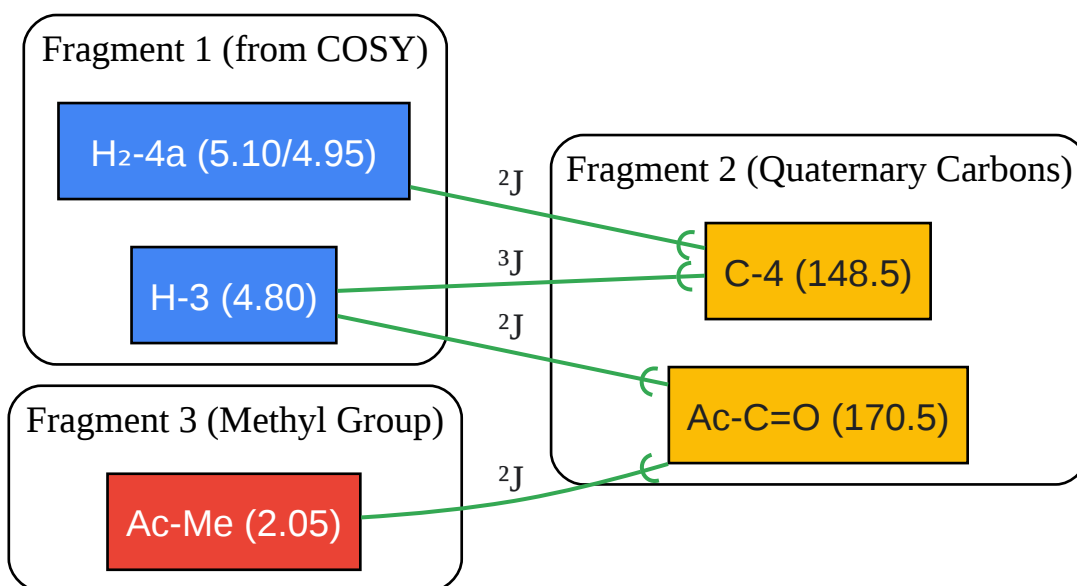 Fragment 1 (from COSY)
H₂-4a (5.10/4.95)
H-3 (4.80)
²J
³J
²J
²J
Fragment 2 (Quaternary Carbons)
C-4 (148.5)
Ac-C=O (170.5)
Fragment 3 (Methyl Group)
Ac-Me (2.05)